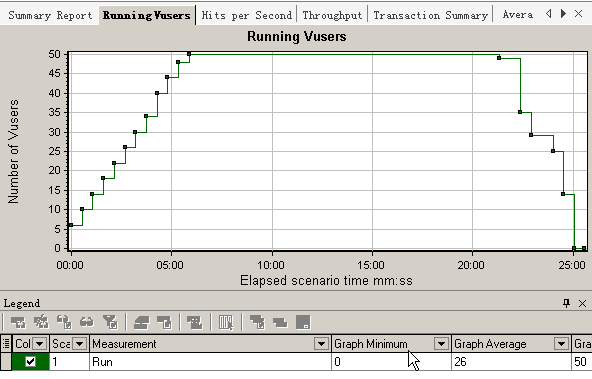 Summary Report Running Vusers Hits per Second Throughput Transaction Summary Avera
Running Vusers
Number of Vusers
50
45
40
35
30
25
20
15
10
5
0
00:00 05:00 10:00 15:00 20:00 25:00
Elapsed scenario time mm:ss
Legend
Col Sca Measurement Graph Minimum Graph Average Gra
1 Run 0 26 50